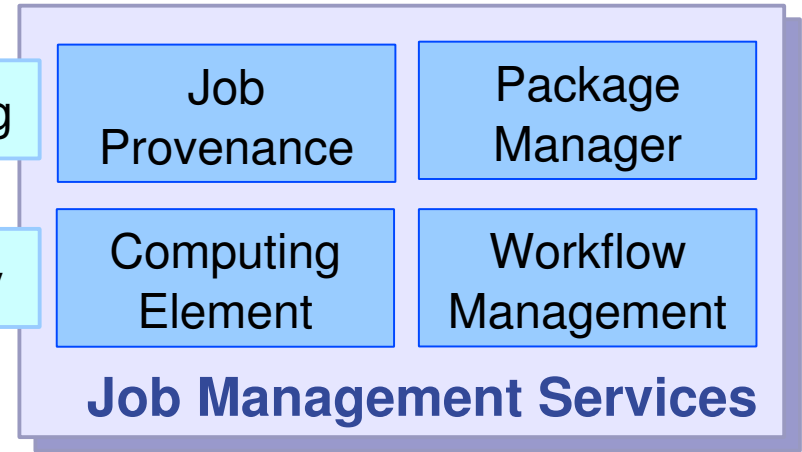 Job
Provenance
Package
Manager
Computing
Element
Workflow
Management
Job Management Services